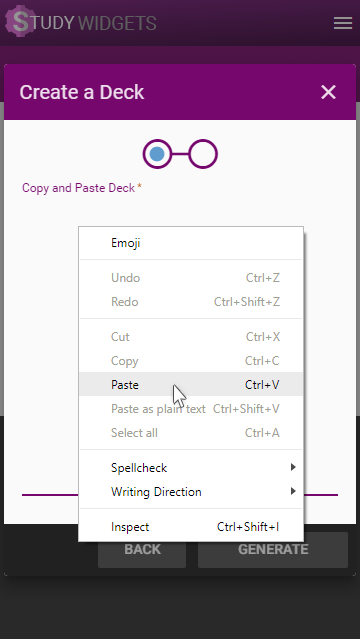 STUDY WIDGETS
Create a Deck ×
Copy and Paste Deck *
Emoji
Undo Ctrl+Z
Redo Ctrl+Shift+Z
Cut Ctrl+X
Copy Ctrl+C
Paste Ctrl+V
Paste as plain text Ctrl+Shift+V
Select all Ctrl+A
Spellcheck
Writing Direction
Inspect Ctrl+Shift+I
BACK GENERATE